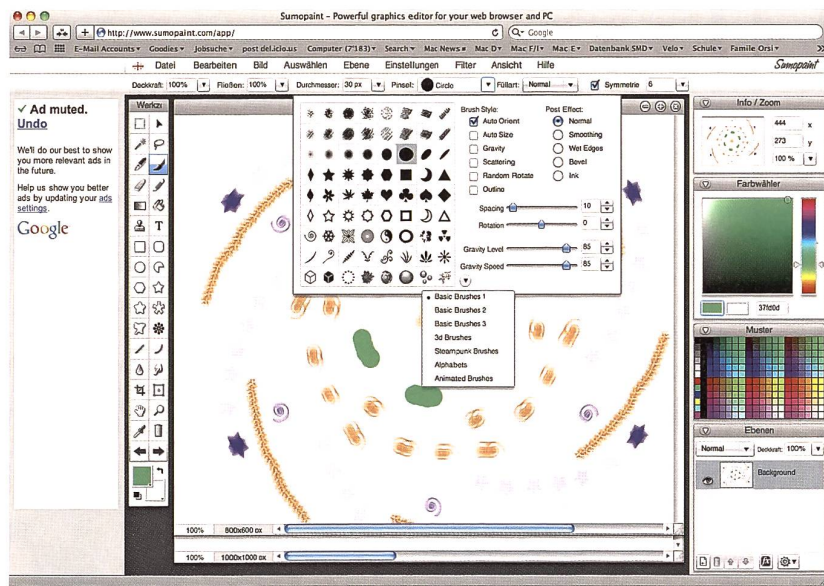 Sumopaint – Powerful graphics editor for your web browser and PC
http://www.sumopaint.com/app/
Google
E-Mail Accounts Goodies Jobsuche post del.icio.us Computer (7'183) Search Mac News Mac D Mac F/I Mac E Datenbank SMD Velo Schule Famile Orsi
Datei Bearbeiten Bild Auswählen Ebene Einstellungen Filter Ansicht Hilfe
Sumopaint
Deckkraft: 100% Fließen: 100% Durchmesser: 30 px Pinsel: Circlo Füllart: Normal Symmetrie 6
✓ Ad muted.
Undo
We'll do our best to show
you more relevant ads in
the future.
Help us show you better
ads by updating your ads
settings.
Google
Werkz
T
Brush Style:
Auto Orient
Auto Size
Gravity
Scattering
Random Rotate
Outline
Post Effect:
Normal
Smoothing
Wet Edges
Bevel
Ink
Spacing 10
Rotation 0
Gravity Level 85
Gravity Speed 85
Basic Brushes 1
Basic Brushes 2
Basic Brushes 3
3d Brushes
Steampunk Brushes
Alphabets
Animated Brushes
100% 800x600 px
100% 1000x1000 px
Info / Zoom
444 x
273 y
100 %
Farbwähler
37fd0d
Muster
Ebenen
Normal Deckkraft: 100%
Background